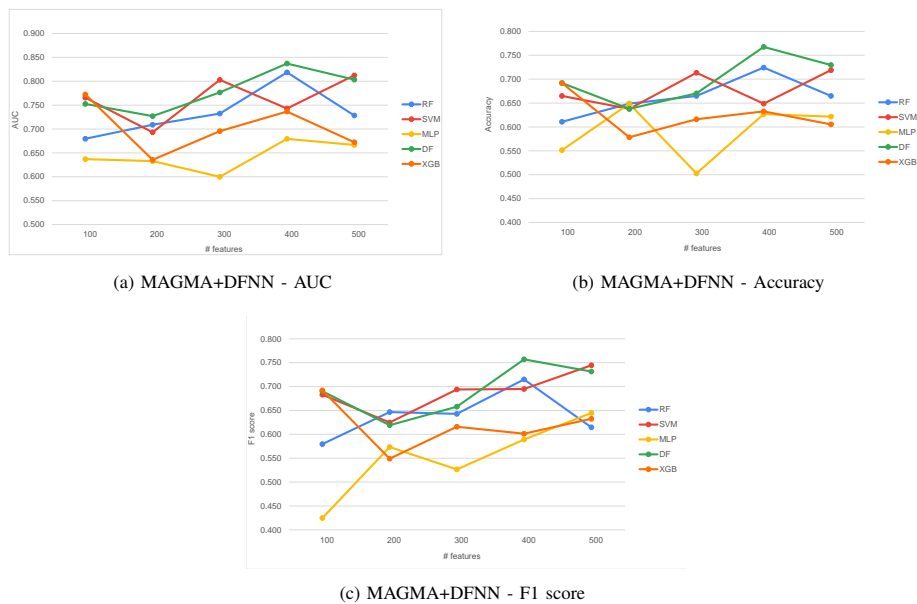 0.900
0.850
0.800
0.750
0.700
0.650
0.600
0.550
0.500
AUC
100 200 300 400 500
# features
RF
SVM
MLP
DF
XGB
(a) MAGMA+DFNN - AUC
0.800
0.750
0.700
0.650
0.600
0.550
0.500
0.450
0.400
Accuracy
100 200 300 400 500
# features
RF
SVM
MLP
DF
XGB
(b) MAGMA+DFNN - Accuracy
0.800
0.750
0.700
0.650
0.600
0.550
0.500
0.450
0.400
F1 score
100 200 300 400 500
# features
RF
SVM
MLP
DF
XGB
(c) MAGMA+DFNN - F1 score